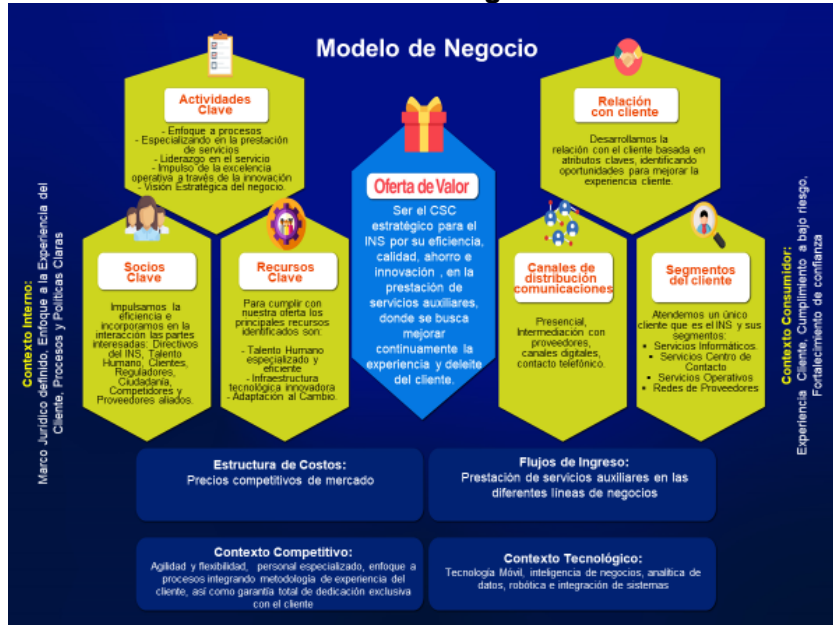 Modelo de Negocio
Actividades
Clave
- Enfoque a procesos
- Especializando en la prestación
de servicios
- Liderazgo en el servicio
- Impulso de la excelencia
operativa a través de la innovación
- Visión Estratégica del negocio.
Relación
con cliente
Desarrollamos la
relación con el cliente basada en
atributos claves, identificando
oportunidades para mejorar la
experiencia cliente.
Oferta de Valor
Ser el CSC
estratégico para el
INS por su eficiencia,
calidad, ahorro e
innovación , en la
prestación de
servicios auxiliares,
donde se busca
mejorar
continuamente la
experiencia y deleite
del cliente.
Socios
Clave
Impulsamos la
eficiencia e
incorporamos en la
interacción las partes
interesadas: Directivos
del INS, Talento
Humano, Clientes,
Reguladores,
Ciudadanía,
Competidores y
Proveedores aliados.
Recursos
Clave
Para cumplir con
nuestra oferta los
principales recursos
identificados son:
- Talento Humano
especializado y
eficiente
- Infraestructura
tecnológica innovadora
- Adaptación al Cambio.
Canales de
distribución
comunicaciones
Presencial,
Intermediación con
proveedores,
canales digitales,
contacto telefónico.
Segmentos
del cliente
Atendemos un único
cliente que es el INS y sus
segmentos:
• Servicios Informáticos.
• Servicios Centro de
Contacto
• Servicios Operativos
• Redes de Proveedores
Contexto Interno:
Marco Jurídico definido, Enfoque a la Experiencia del
Cliente, Procesos y Políticas Claras
Contexto Consumidor:
Experiencia Cliente, Cumplimiento a bajo riesgo,
Fortalecimiento de confianza
Estructura de Costos:
Precios competitivos de mercado
Flujos de Ingreso:
Prestación de servicios auxiliares en las
diferentes líneas de negocios
Contexto Competitivo:
Agilidad y flexibilidad, personal especializado, enfoque a
procesos integrando metodología de experiencia del
cliente, así como garantía total de dedicación exclusiva
con el cliente
Contexto Tecnológico:
Tecnología Móvil, inteligencia de negocios, analítica de
datos, robótica e integración de sistemas